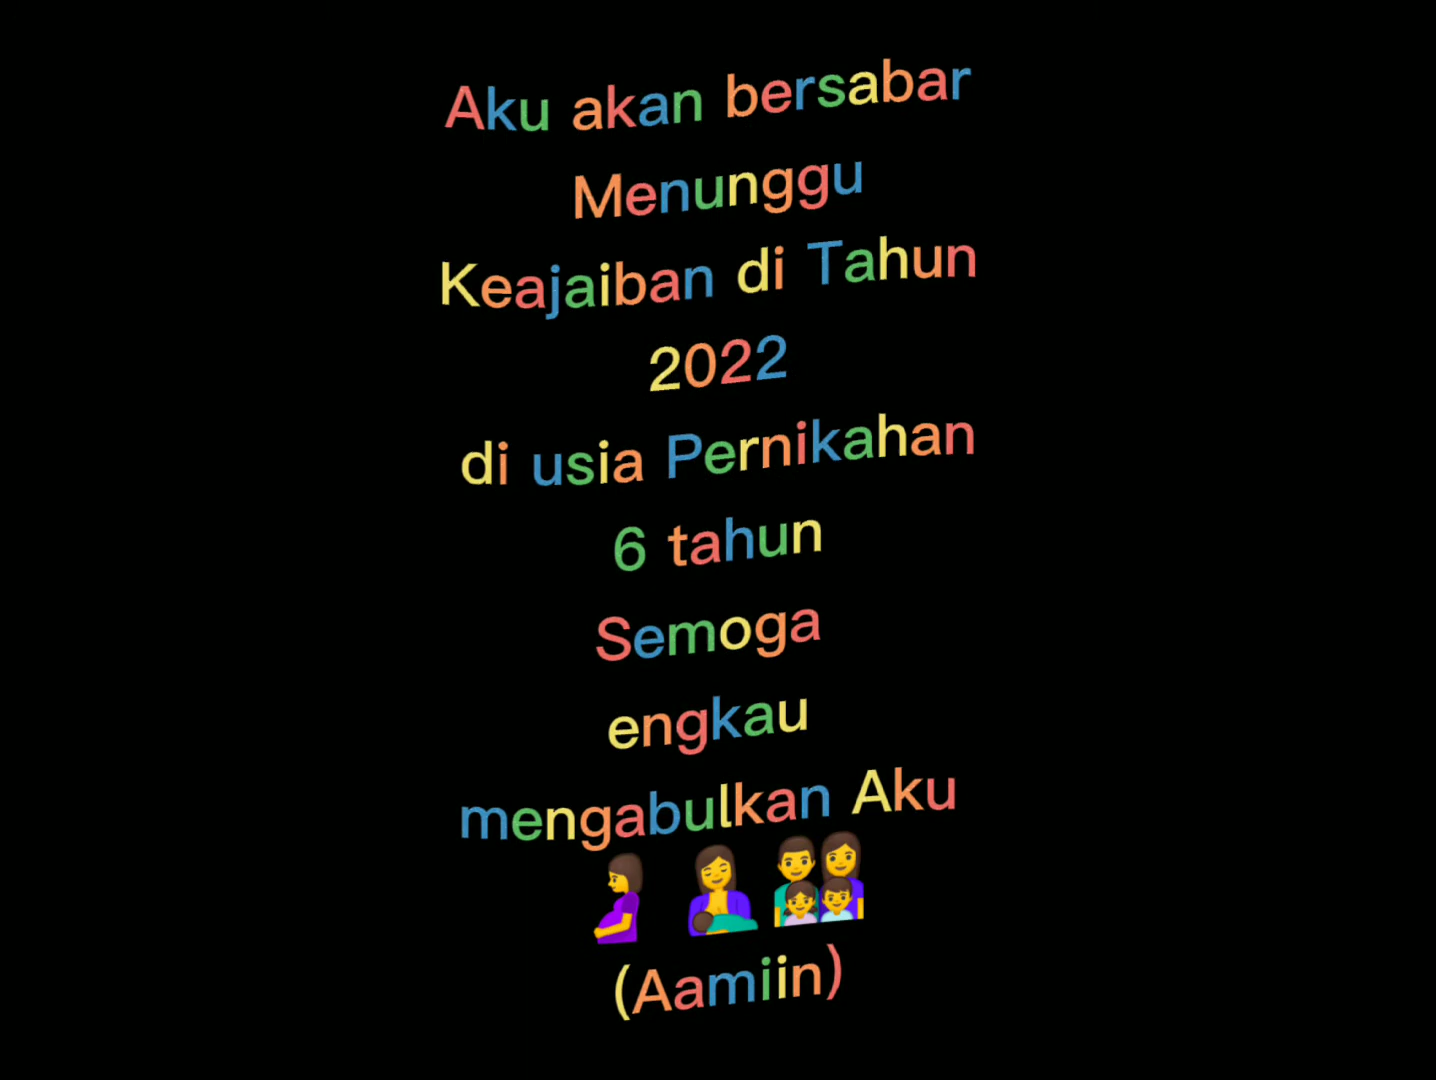 Aku akan bersabar
Menunggu
Keajaiban di Tahun
2022
di usia Pernikahan
6 tahun
Semoga
engkau
mengabulkan Aku
🤰 🤱 👨‍👩‍👧‍👦
(Aamiin)